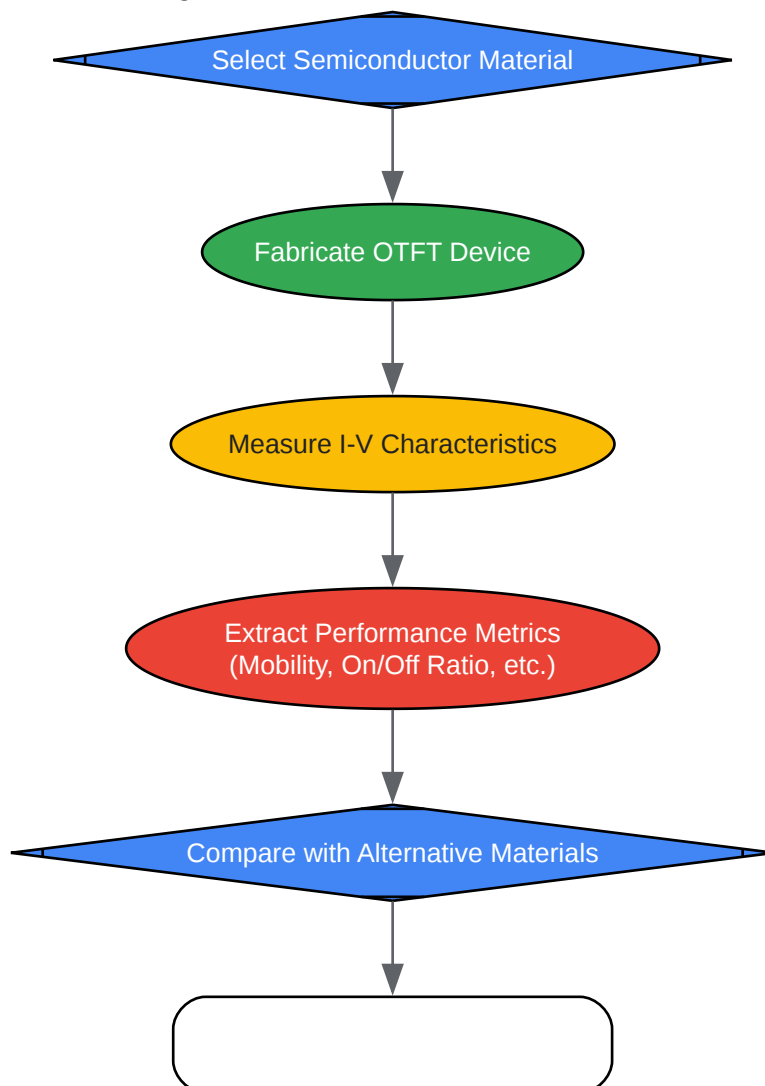 Select Semiconductor Material
Fabricate OTFT Device
Measure I-V Characteristics
Extract Performance Metrics
(Mobility, On/Off Ratio, etc.)
Compare with Alternative Materials